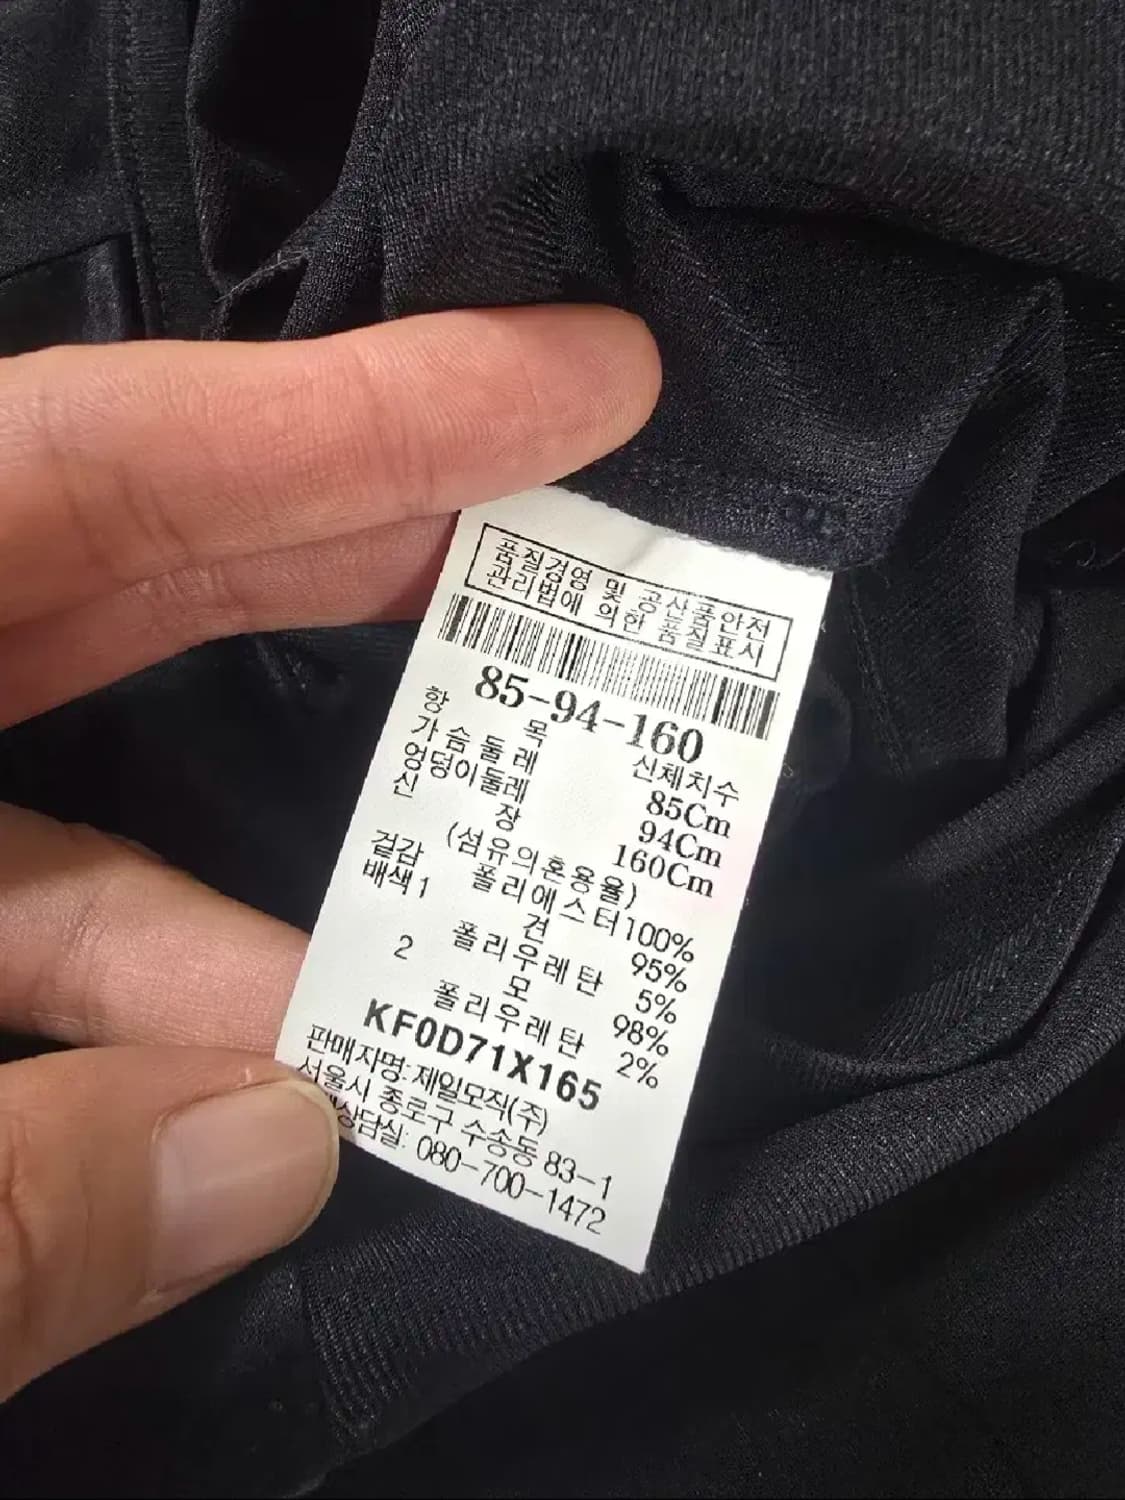 품질경영 및 공산품안전
관리법에 의한 품질표시
85-94-160
항 목 신체치수
가 슴 둘 레 85Cm
엉덩이둘레 94Cm
신 장 160Cm
(섬유의혼용율)
겉감 폴리에스터 100%
배색1 견 95%
폴리우레탄 5%
2 모 98%
폴리우레탄 2%
KF0D71X165
판매자명: 제일모직(주)
서울시 종로구 수송동 83-1
상담실: 080-700-1472